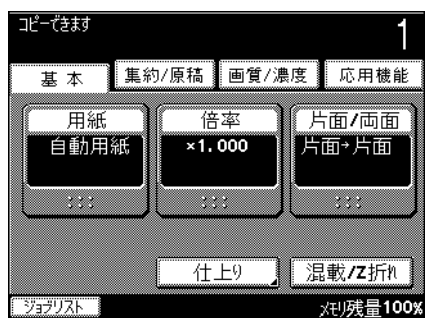 コピーできます
1
基本 集約/原稿 画質/濃度 応用機能
用紙 倍率 片面/両面
自動用紙 ×1.000 片面→片面
仕上り 混載/Z折れ
ジョブリスト メモリ残量100%